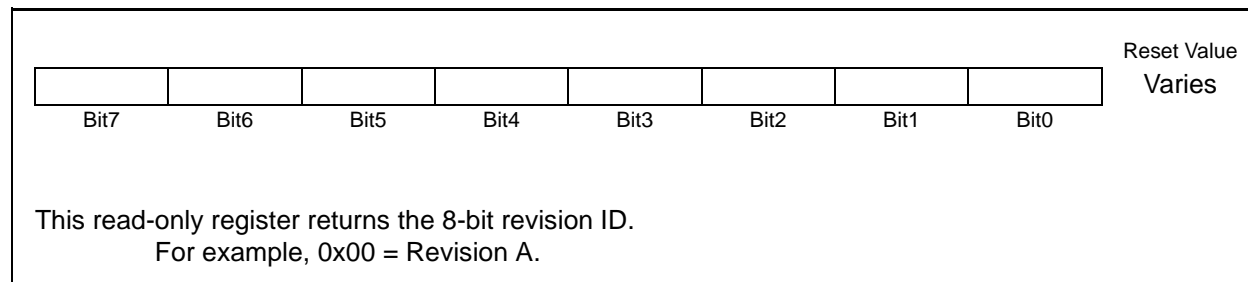 Reset Value
Varies
Bit7 Bit6 Bit5 Bit4 Bit3 Bit2 Bit1 Bit0
This read-only register returns the 8-bit revision ID.
For example, 0x00 = Revision A.